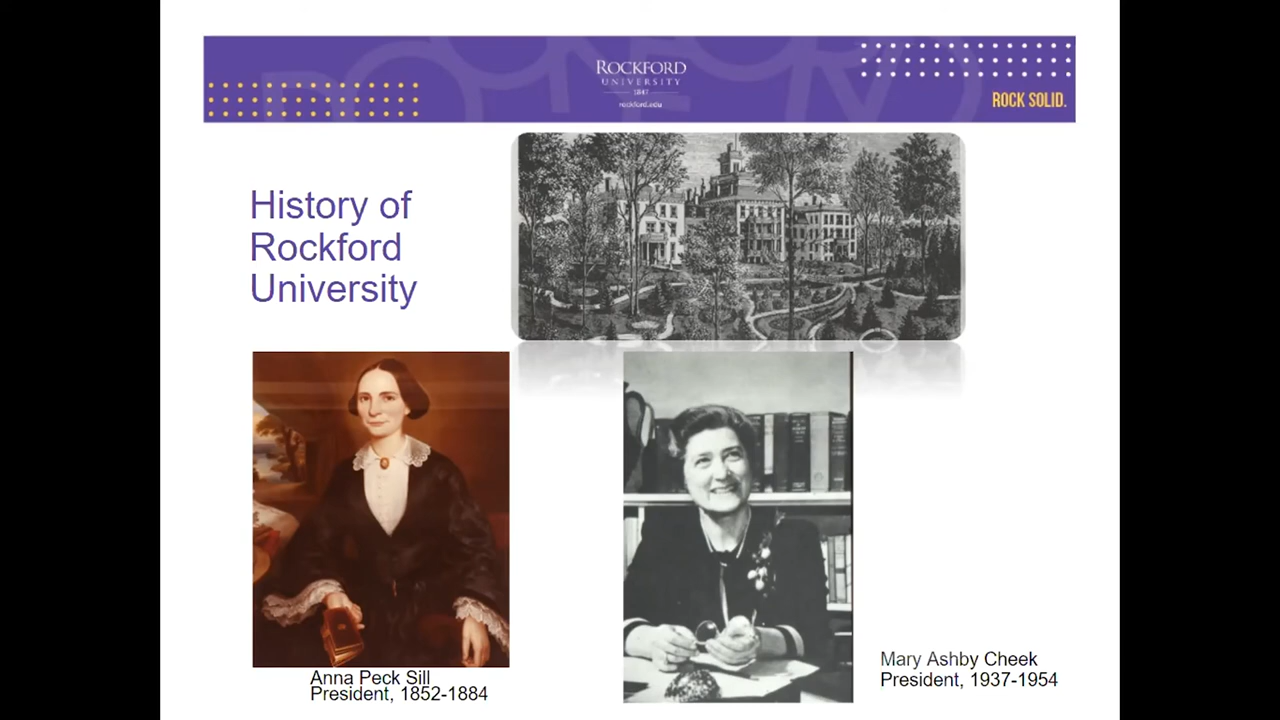 ROCKFORD
UNIVERSITY
1847
rockford.edu
ROCK SOLID.
History of
Rockford
University
Anna Peck Sill
President, 1852-1884
Mary Ashby Cheek
President, 1937-1954